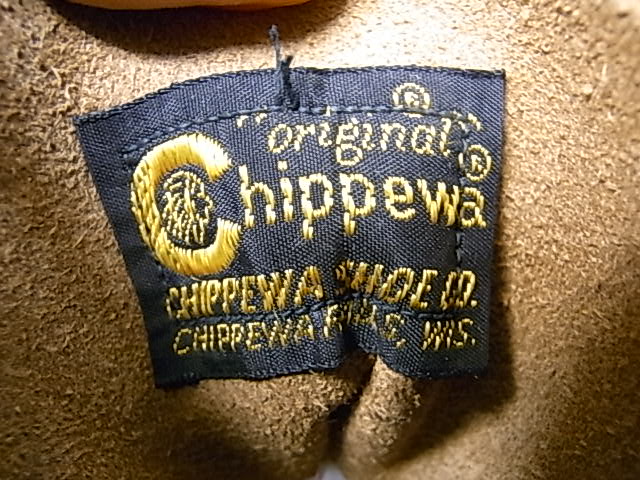 "original"®
Chippewa®
CHIPPEWA SHOE CO.
CHIPPEWA FALLS, WIS.